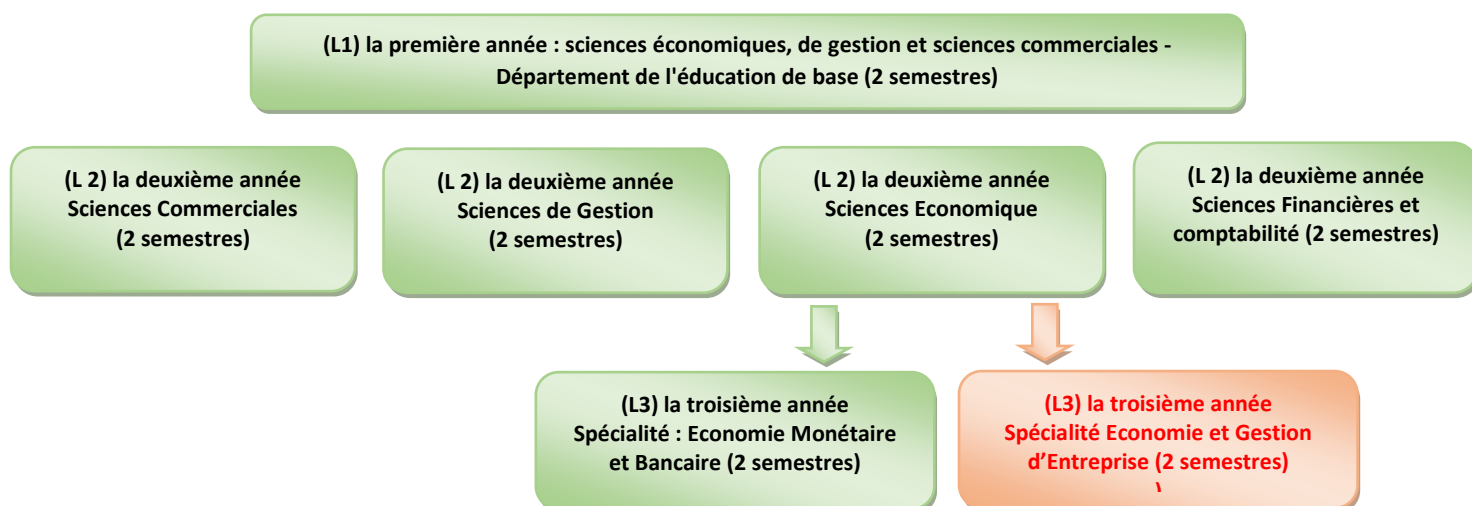 (L1) la première année : sciences économiques, de gestion et sciences commerciales -
Département de l'éducation de base (2 semestres)
(L 2) la deuxième année
Sciences Commerciales
(2 semestres)
(L 2) la deuxième année
Sciences de Gestion
(2 semestres)
(L 2) la deuxième année
Sciences Economique
(2 semestres)
(L 2) la deuxième année
Sciences Financières et
comptabilité (2 semestres)
(L3) la troisième année
Spécialité : Economie Monétaire
et Bancaire (2 semestres)
(L3) la troisième année
Spécialité Economie et Gestion
d’Entreprise (2 semestres)
)